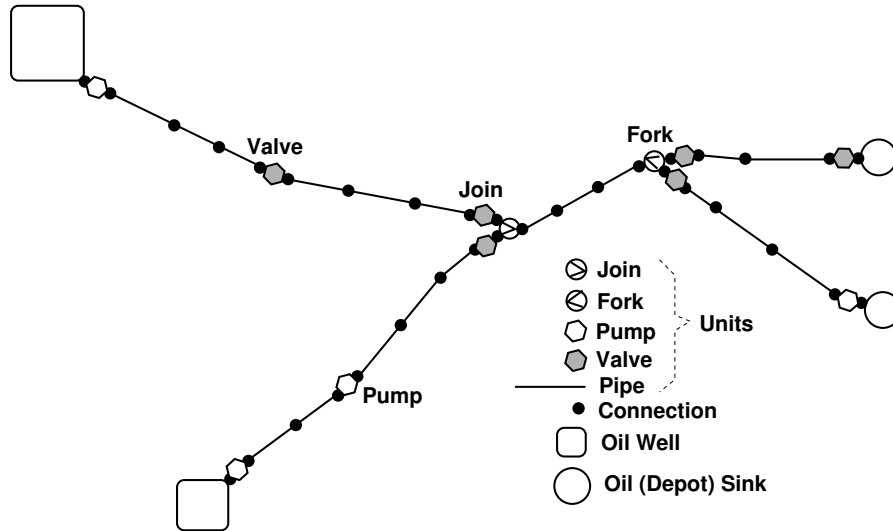 Valve
Fork
Join
Join
Fork
Pump
Units
Valve
Pipe
Pump
Connection
Oil Well
Oil (Depot) Sink